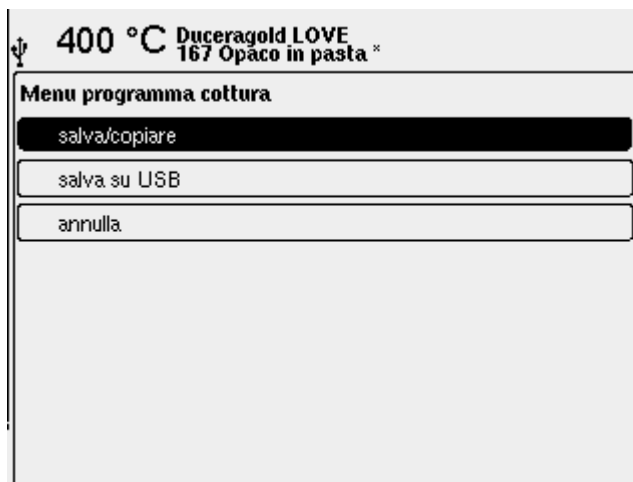 400 °C Duceragold LOVE
167 Opaco in pasta *
Menu programma cottura
salva/copiare
salva su USB
annulla